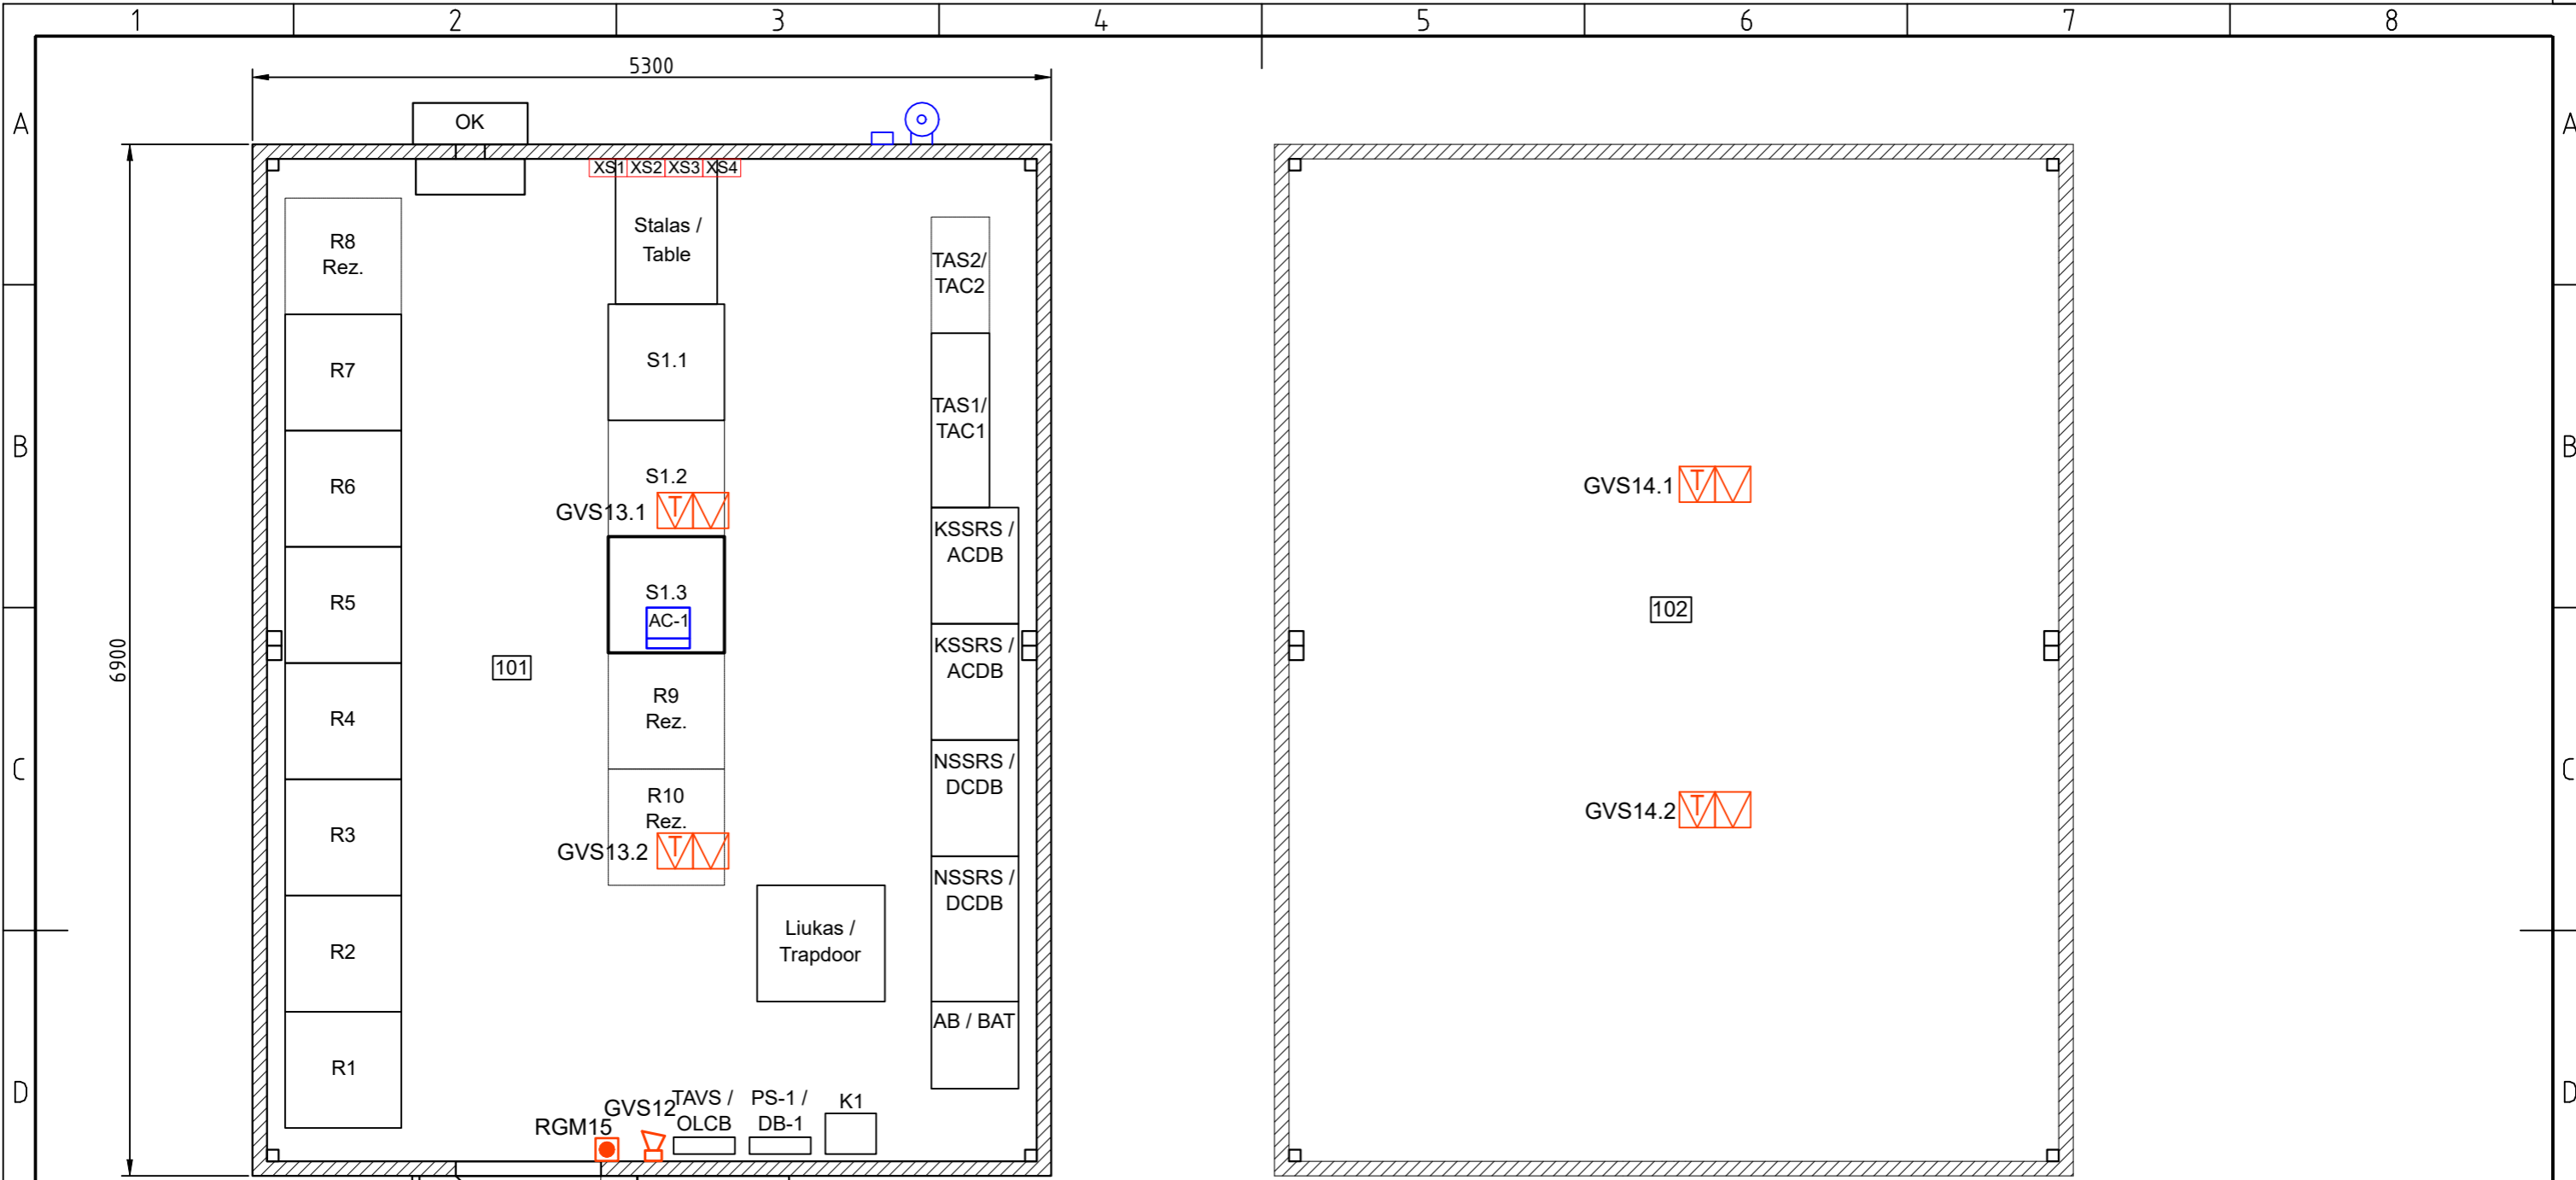 1 2 3 4 5 6 7 8
5300
A A
OK
XS1 XS2 XS3 XS4
Stalas /
Table
R8
Rez.
TAS2/
TAC2
R7
S1.1
TAS1/
TAC1
B B
R6
S1.2
GVS13.1 T
GVS14.1 T
KSSRS /
ACDB
R5
S1.3
AC-1
102
KSSRS /
ACDB
6900
101
R4
R9
Rez.
NSSRS /
DCDB
C C
R3
R10
Rez.
GVS13.2 T
GVS14.2 T
NSSRS /
DCDB
R2
Liukas /
Trapdoor
AB / BAT
R1
D D
RGM15
GVS12
TAVS /
OLCB
PS-1 /
DB-1
K1